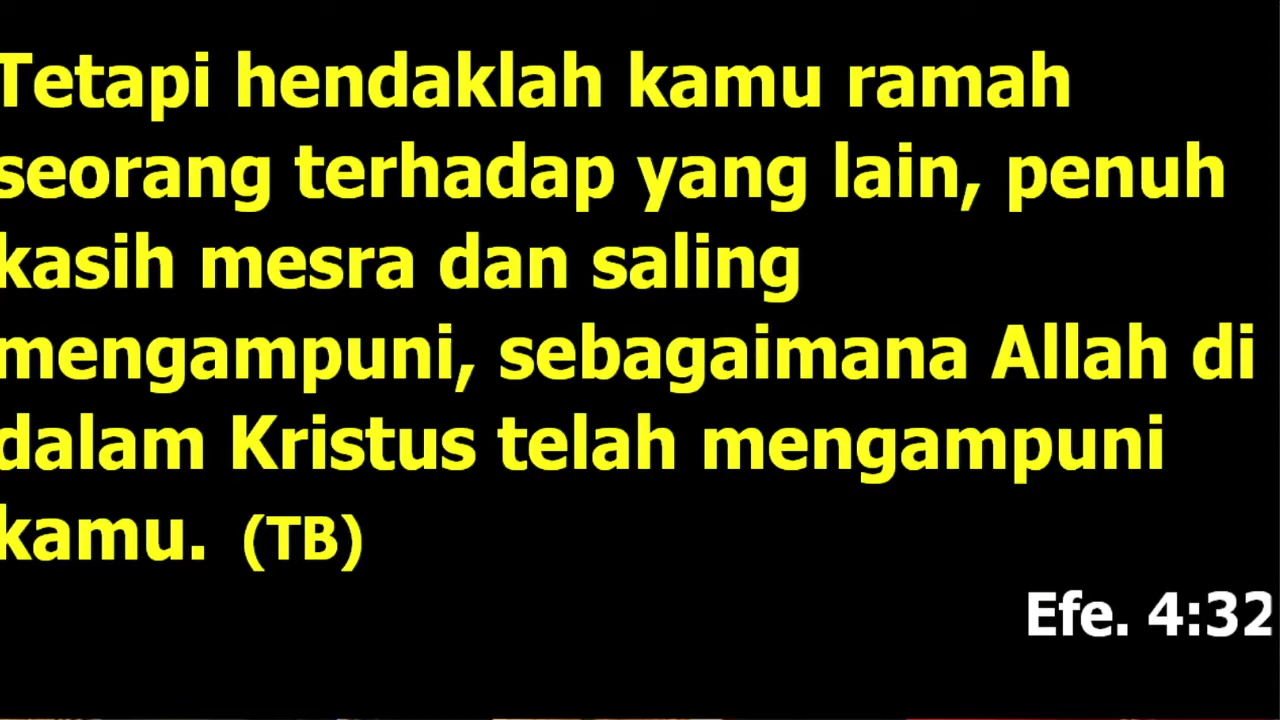 Tetapi hendaklah kamu ramah
seorang terhadap yang lain, penuh
kasih mesra dan saling
mengampuni, sebagaimana Allah di
dalam Kristus telah mengampuni
kamu. (TB)
Efe. 4:32